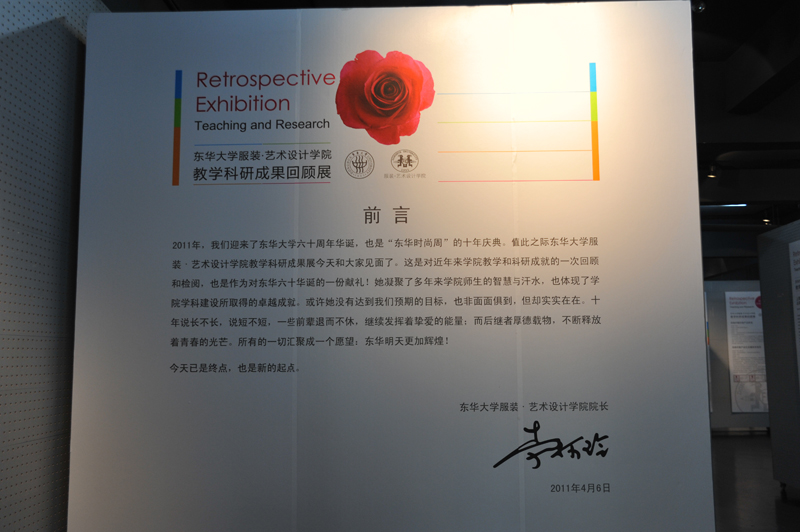 Retrospective
Exhibition
Teaching and Research
东华大学服装·艺术设计学院
教学科研成果回顾展
服装·艺术设计学院
前言
2011年，我们迎来了东华大学六十周年华诞，也是“东华时尚周”的十年庆典。值此之际东华大学服
装·艺术设计学院教学科研成果展今天和大家见面了。这是对近年来学院教学和科研成就的一次回顾
和检阅，也是作为对东华六十华诞的一份献礼！她凝聚了多年来学院师生的智慧与汗水，也体现了学
院学科建设所取得的卓越成就。或许她没有达到我们预期的目标，也非面面俱到，但却实实在在。十
年说长不长，说短不短，一些前辈退而不休，继续发挥着挚爱的能量；而后继者厚德载物，不断释放
着青春的光芒。所有的一切汇聚成一个愿望：东华明天更加辉煌！
今天已是终点，也是新的起点。
东华大学服装·艺术设计学院院长
2011年4月6日
Retrospective
Exhibition